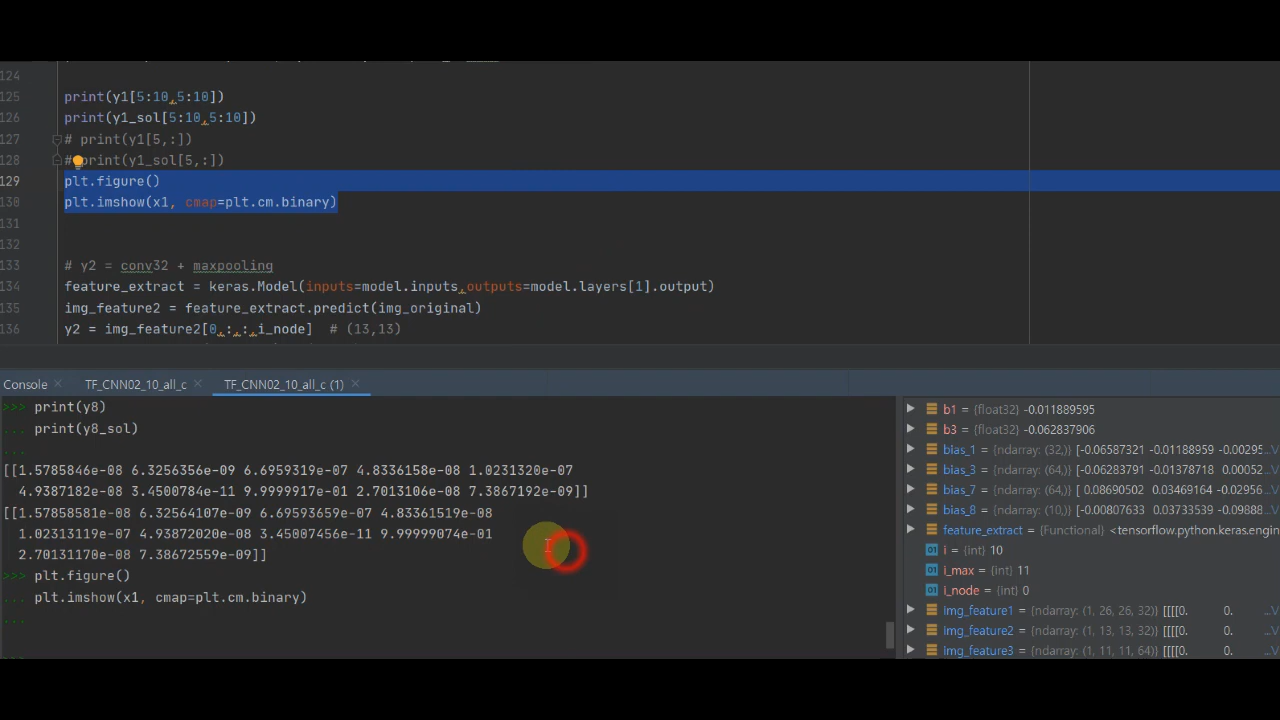 124
125 print(y1[5:10,5:10])
126 print(y1_sol[5:10,5:10])
127 # print(y1[5,:])
128 # print(y1_sol[5,:])
129 plt.figure()
130 plt.imshow(x1, cmap=plt.cm.binary)
131
132
133 # y2 = conv32 + maxpooling
134 feature_extract = keras.Model(inputs=model.inputs,outputs=model.layers[1].output)
135 img_feature2 = feature_extract.predict(img_original)
136 y2 = img_feature2[0,:,:,i_node] # (13,13)
Console TF_CNN02_10_all_c TF_CNN02_10_all_c (1)
>>> print(y8)
... print(y8_sol)
...
[[1.5785846e-08 6.3256356e-09 6.6959319e-07 4.8336158e-08 1.0231320e-07
4.9387182e-08 3.4500784e-11 9.9999917e-01 2.7013106e-08 7.3867192e-09]]
[[1.57858581e-08 6.32564107e-09 6.69593659e-07 4.83361519e-08
1.02313119e-07 4.93872020e-08 3.45007456e-11 9.99999074e-01
2.70131170e-08 7.38672559e-09]]
>>> plt.figure()
... plt.imshow(x1, cmap=plt.cm.binary)
...
b1 = {float32} -0.011889595
b3 = {float32} -0.062837906
bias_1 = {ndarray: (32,)} [-0.06587321 -0.01188959 -0.00295...V
bias_3 = {ndarray: (64,)} [-0.06283791 -0.01378718 0.00052...V
bias_7 = {ndarray: (64,)} [ 0.08690502 0.03469164 -0.02956...V
bias_8 = {ndarray: (10,)} [-0.00807633 0.03733539 -0.09888...V
feature_extract = {Functional} <tensorflow.python.keras.engine
i = {int} 10
i_max = {int} 11
i_node = {int} 0
img_feature1 = {ndarray: (1, 26, 26, 32)} [[[[0. 0. ...V
img_feature2 = {ndarray: (1, 13, 13, 32)} [[[[0. 0. ...V
img_feature3 = {ndarray: (1, 11, 11, 64)} [[[[0. 0. ...V